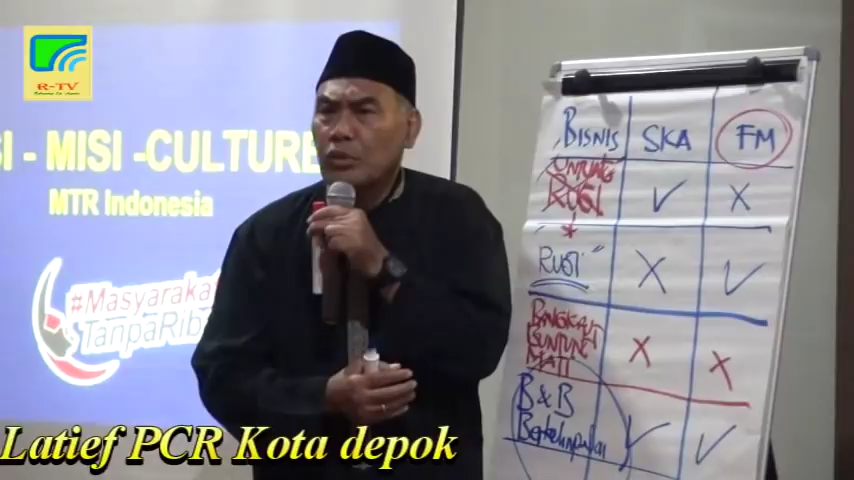 R-TV
SI - MISI - CULTURE
MTR Indonesia
#Masyarakat
TanpaRiba
BISNIS SKA FM
UNTUNG
RUGI
RUGI
BANGKRUT
BUNTUNG
MATI
B&B
Latief PCR Kota depok